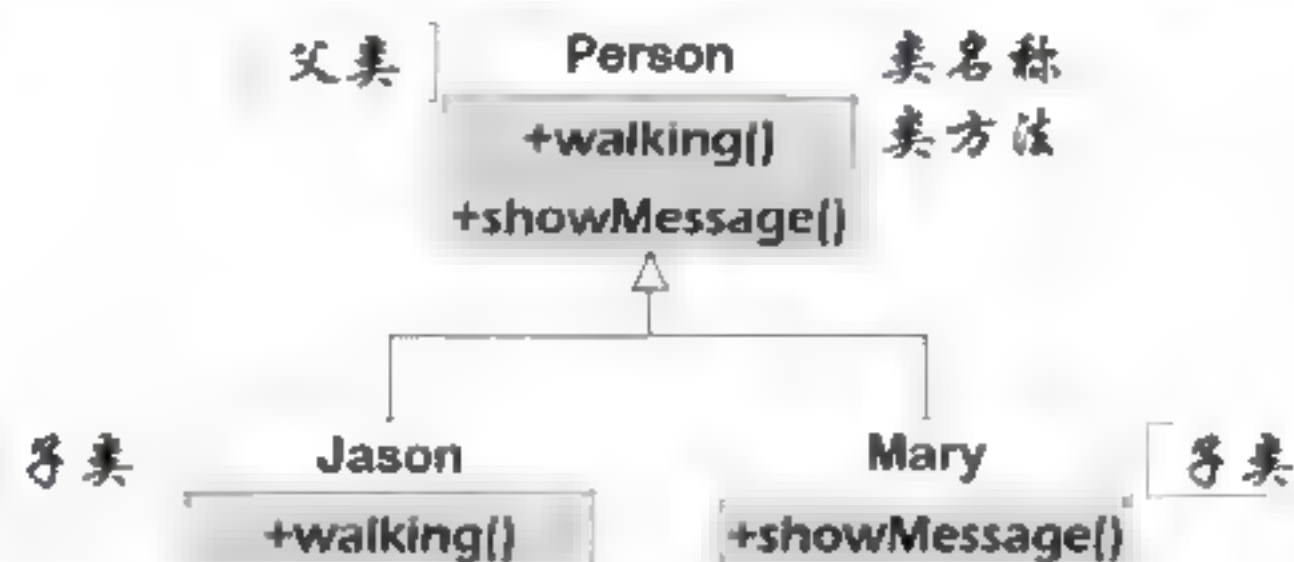 父类 Person 类名称
+walking() 类方法
+showMessage()
子类 Jason Mary 子类
+walking() +showMessage()